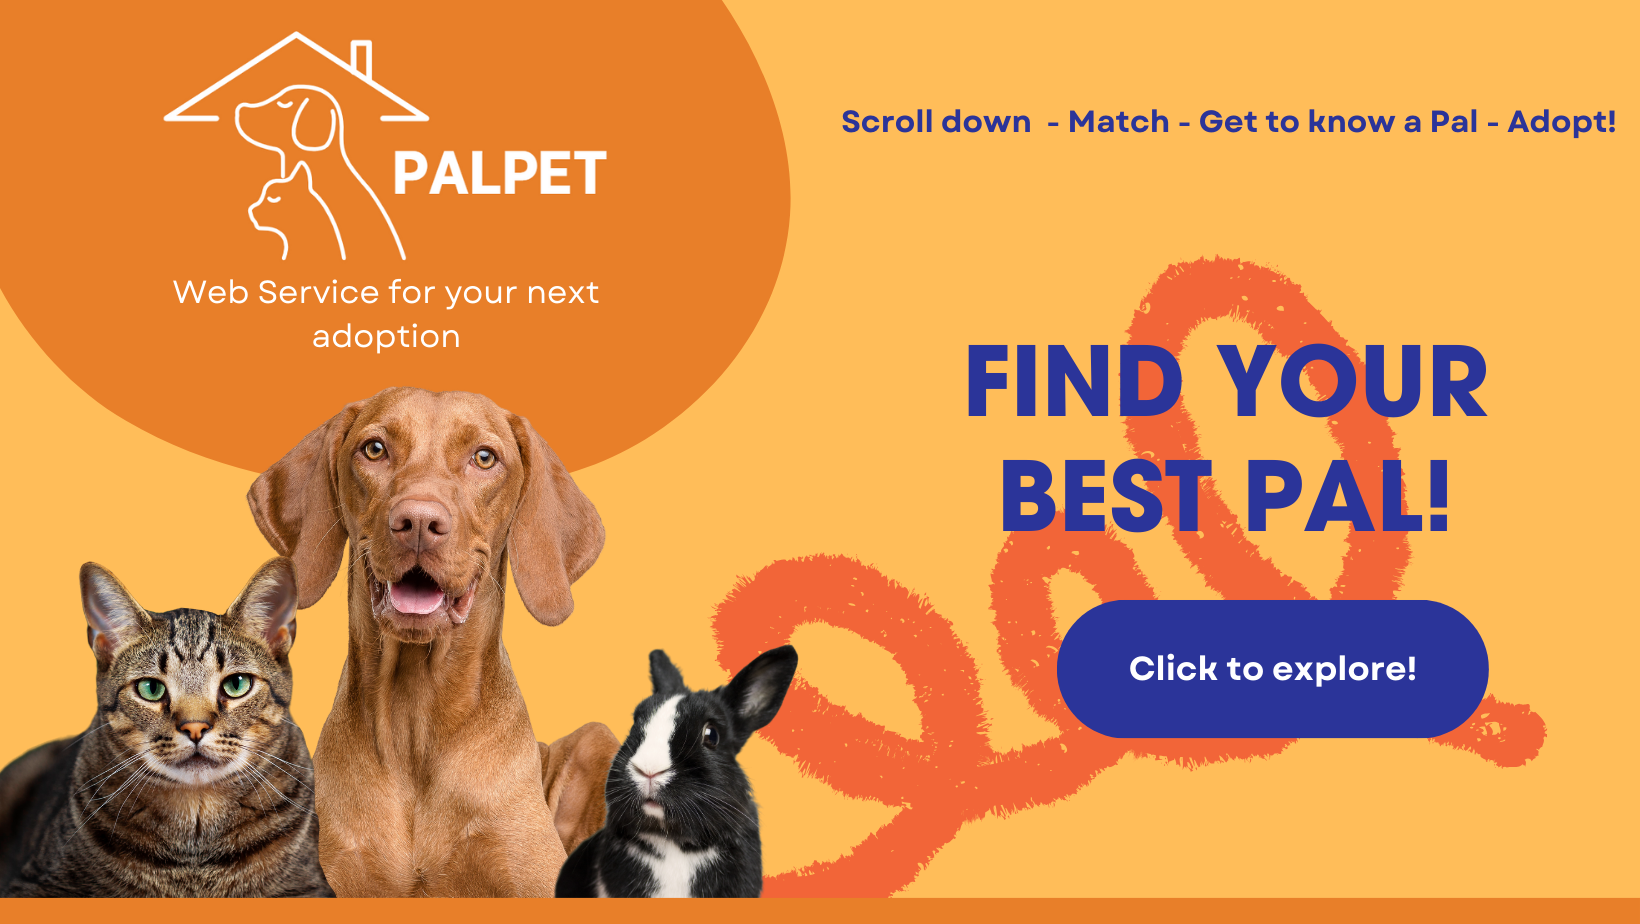 PALPET
Web Service for your next
adoption
Scroll down - Match - Get to know a Pal - Adopt!
FIND YOUR
BEST PAL!
Click to explore!